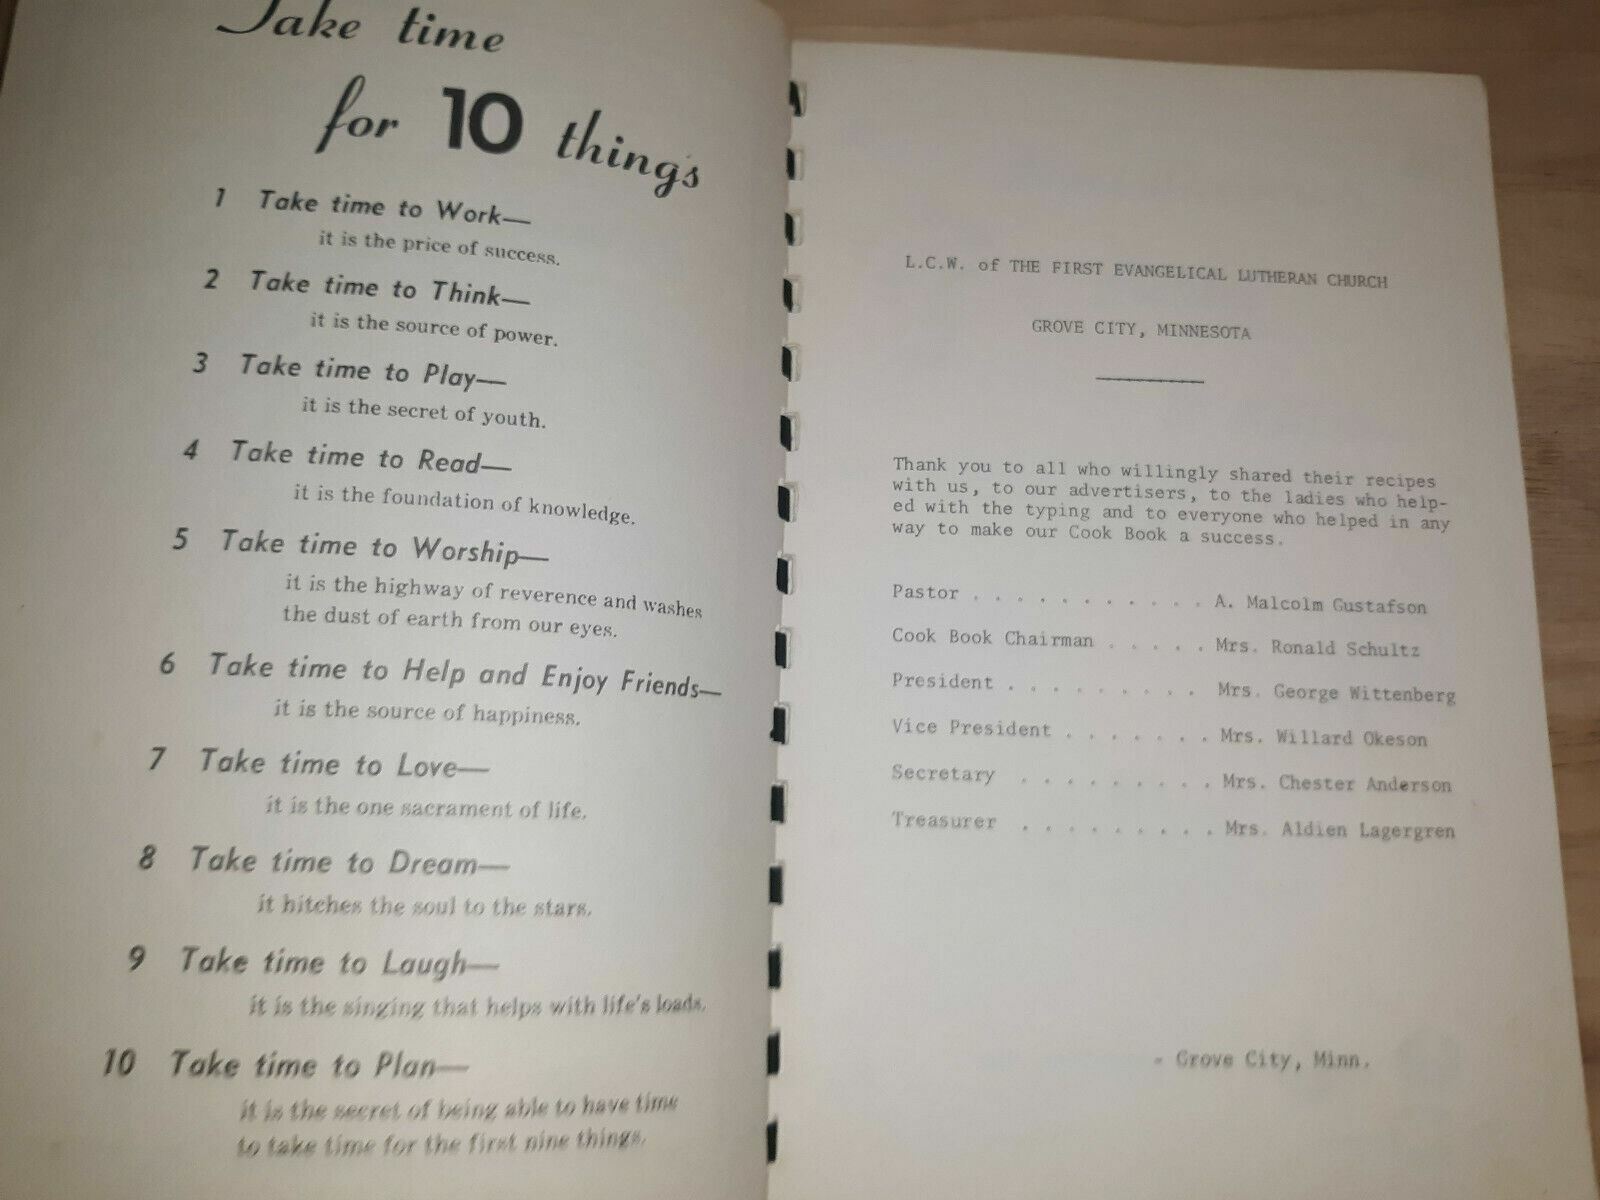 Take time
for 10 things
1 Take time to Work—
it is the price of success.
2 Take time to Think—
it is the source of power.
3 Take time to Play—
it is the secret of youth.
4 Take time to Read—
it is the foundation of knowledge.
5 Take time to Worship—
it is the highway of reverence and washes
the dust of earth from our eyes.
6 Take time to Help and Enjoy Friends—
it is the source of happiness.
7 Take time to Love—
it is the one sacrament of life.
8 Take time to Dream—
it hitches the soul to the stars.
9 Take time to Laugh—
it is the singing that helps with life's loads.
10 Take time to Plan—
it is the secret of being able to have time
to take time for the first nine things.
L.C.W. of THE FIRST EVANGELICAL LUTHERAN CHURCH
GROVE CITY, MINNESOTA
Thank you to all who willingly shared their recipes
with us, to our advertisers, to the ladies who help-
ed with the typing and to everyone who helped in any
way to make our Cook Book a success.
Pastor . . . . . . . . . . . . A. Malcolm Gustafson
Cook Book Chairman . . . . . Mrs. Ronald Schultz
President . . . . . . . . . Mrs. George Wittenberg
Vice President . . . . . . . Mrs. Willard Okeson
Secretary . . . . . . . . . Mrs. Chester Anderson
Treasurer . . . . . . . . . Mrs. Aldien Lagergren
- Grove City, Minn.